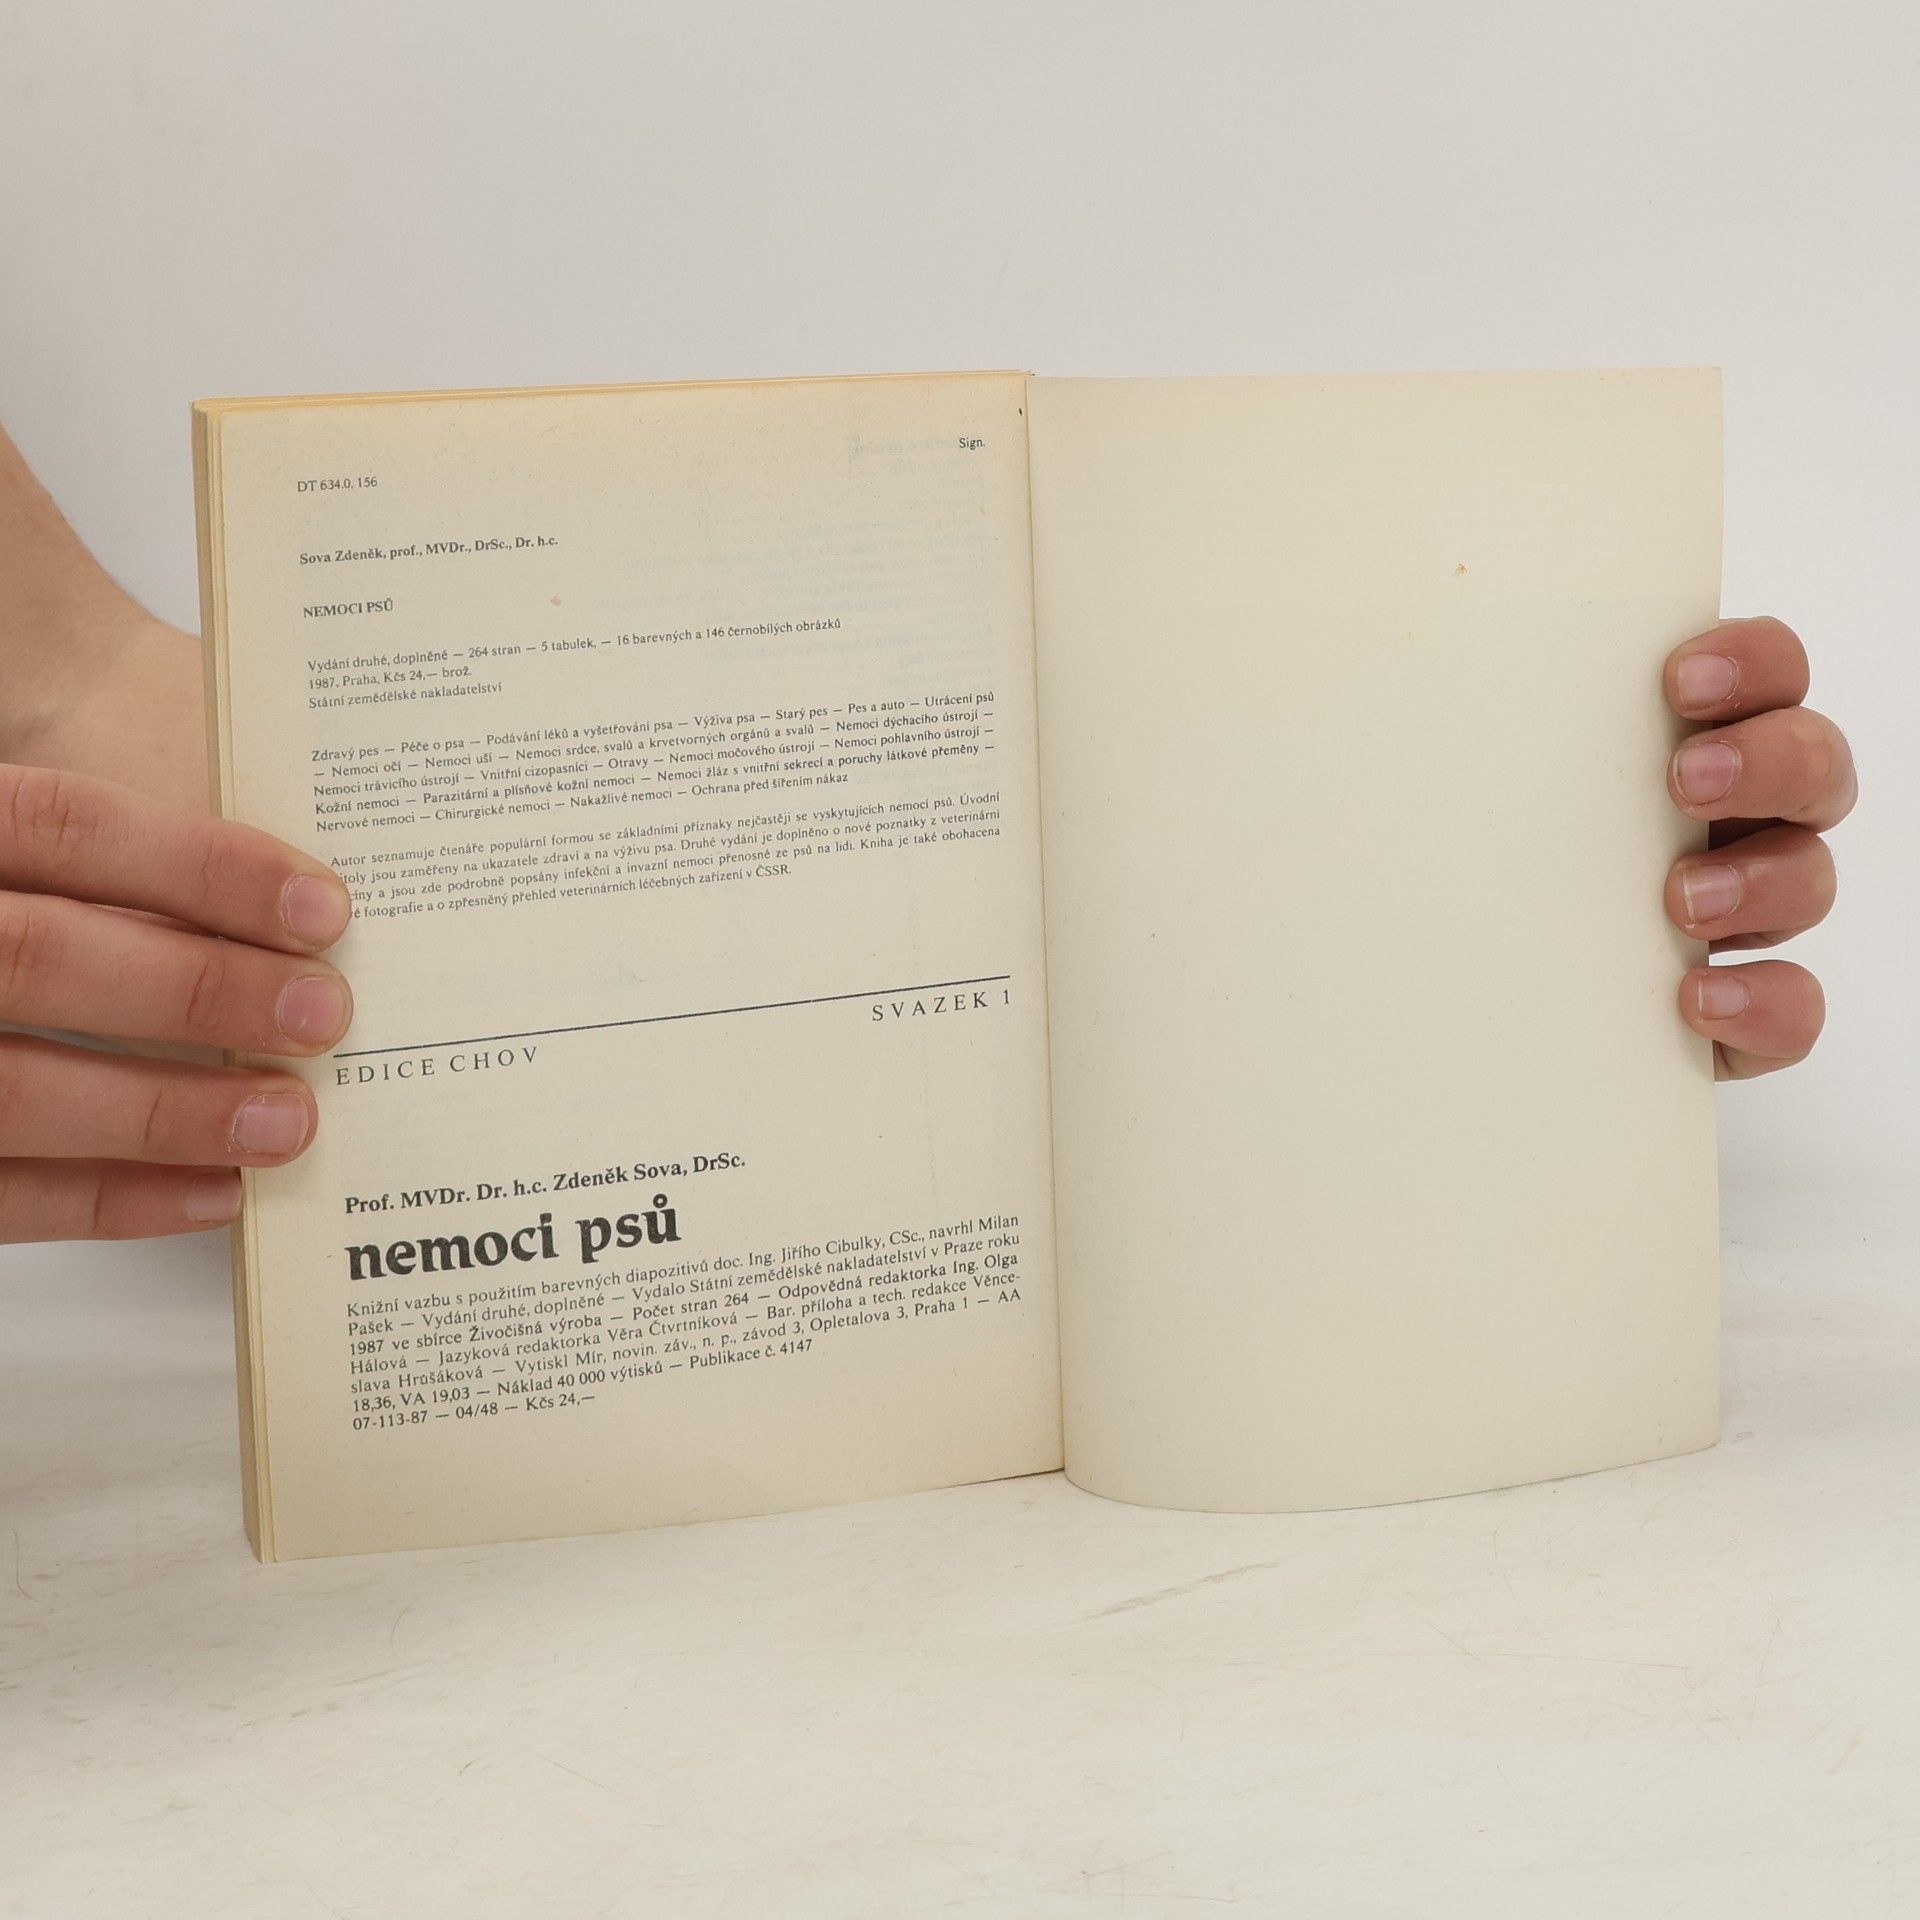 Sign.
DT 634.0. 156
Sova Zdeněk, prof., MVDr., DrSc., Dr. h.c.
NEMOCI PSŮ
Vydání druhé, doplněné — 264 stran — 5 tabulek, — 16 barevných a 146 černobílých obrázků
1987, Praha, Kčs 24,— brož.
Státní zemědělské nakladatelství
Zdravý pes — Péče o psa — Podávání léků a vyšetřování psa — Výživa psa — Starý pes — Pes a auto — Utrácení psů
— Nemoci očí — Nemoci uší — Nemoci srdce, svalů a krvetvorných orgánů a svalů — Nemoci dýchacího ústrojí —
Nemoci trávicího ústrojí — Vnitřní cizopasníci — Otravy — Nemoci močového ústrojí — Nemoci pohlavního ústrojí —
Kožní nemoci — Parazitární a plísňové kožní nemoci — Nemoci žláz s vnitřní sekrecí a poruchy látkové přeměny —
Nervové nemoci — Chirurgické nemoci — Nakažlivé nemoci — Ochrana před šířením nákaz
Autor seznamuje čtenáře populární formou se základními příznaky nejčastěji se vyskytujících nemocí psů. Úvodní
itoly jsou zaměřeny na ukazatele zdraví a na výživu psa. Druhé vydání je doplněno o nové poznatky z veterinární
cíny a jsou zde podrobně popsány infekční a invazní nemoci přenosné ze psů na lidi. Kniha je také obohacena
é fotografie a o zpřesněný přehled veterinárních léčebných zařízení v ČSSR.
SVAZEK 1
EDICE CHOV
Prof. MVDr. Dr. h.c. Zdeněk Sova, DrSc.
nemoci psů
Knižní vazbu s použitím barevných diapozitivů doc. Ing. Jiřího Cibulky, CSc., navrhl Milan
Pašek — Vydání druhé, doplněné — Vydalo Státní zemědělské nakladatelství v Praze roku
1987 ve sbírce Živočišná výroba — Počet stran 264 — Odpovědná redaktorka Ing. Olga
Hálová — Jazyková redaktorka Věra Čtvrtníková — Bar. příloha a tech. redakce Věnce-
slava Hrušáková — Vytiskl Mír, novin. záv., n. p., závod 3, Opletalova 3, Praha 1 — AA
18,36, VA 19,03 — Náklad 40 000 výtisků — Publikace č. 4147
07-113-87 — 04/48 — Kčs 24,—